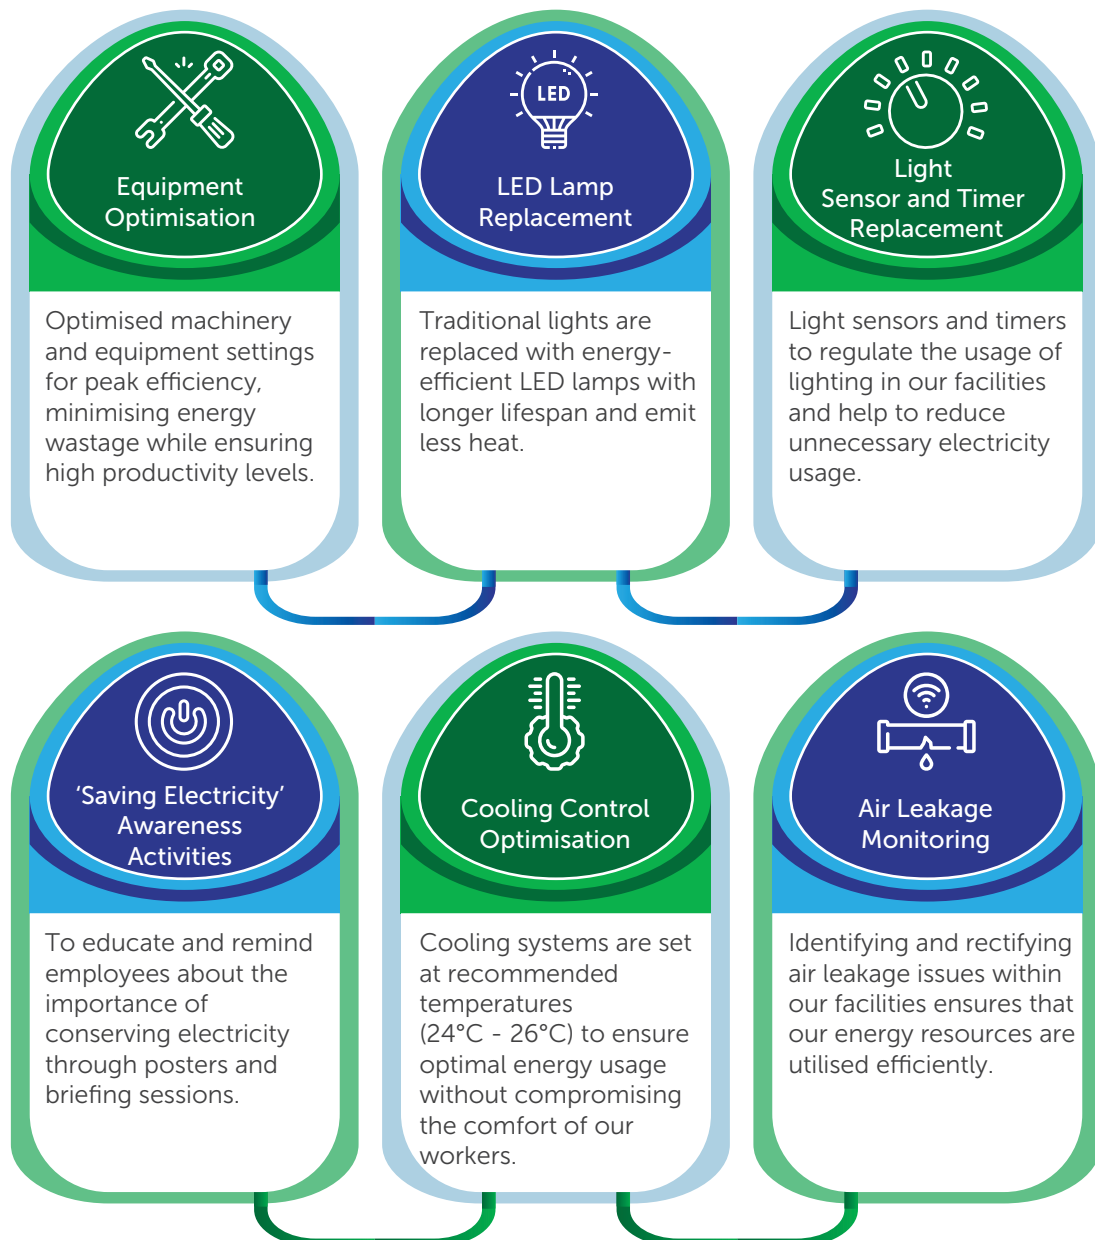 Equipment
Optimisation
Optimised machinery
and equipment settings
for peak efficiency,
minimising energy
wastage while ensuring
high productivity levels.
LED
LED Lamp
Replacement
Traditional lights are
replaced with energy-
efficient LED lamps with
longer lifespan and emit
less heat.
Light
Sensor and Timer
Replacement
Light sensors and timers
to regulate the usage of
lighting in our facilities
and help to reduce
unnecessary electricity
usage.
‘Saving Electricity’
Awareness
Activities
To educate and remind
employees about the
importance of
conserving electricity
through posters and
briefing sessions.
Cooling Control
Optimisation
Cooling systems are set
at recommended
temperatures
(24°C - 26°C) to ensure
optimal energy usage
without compromising
the comfort of our
workers.
Air Leakage
Monitoring
Identifying and rectifying
air leakage issues within
our facilities ensures that
our energy resources are
utilised efficiently.